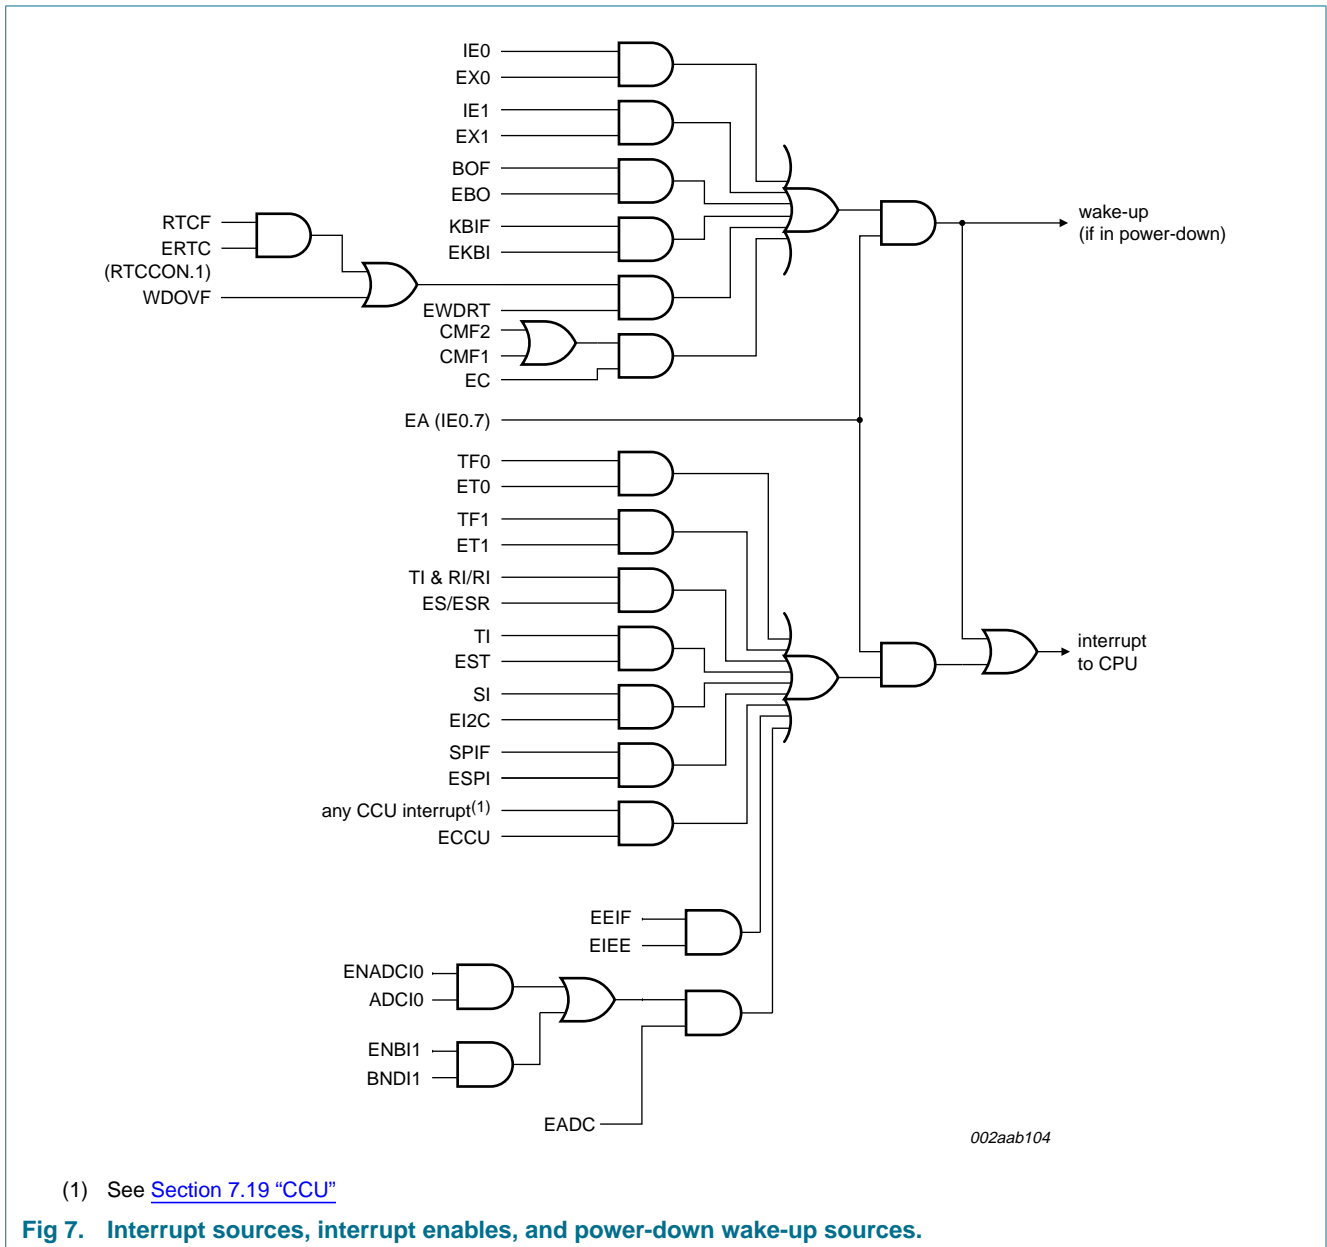 IE0
EX0
IE1
EX1
BOF
EBO
RTCF
KBIF
ERTC
EKBI
(RTCCON.1)
WDOVF
EWDRT
CMF2
CMF1
EC
wake-up
(if in power-down)
EA (IE0.7)
TF0
ET0
TF1
ET1
TI & RI/RI
ES/ESR
TI
EST
SI
EI2C
SPIF
ESPI
any CCU interrupt(1)
ECCU
interrupt
to CPU
EEIF
EIEE
ENADCI0
ADCI0
ENBI1
BNDI1
EADC
002aab104
(1) See Section 7.19 “CCU”
Fig 7. Interrupt sources, interrupt enables, and power-down wake-up sources.